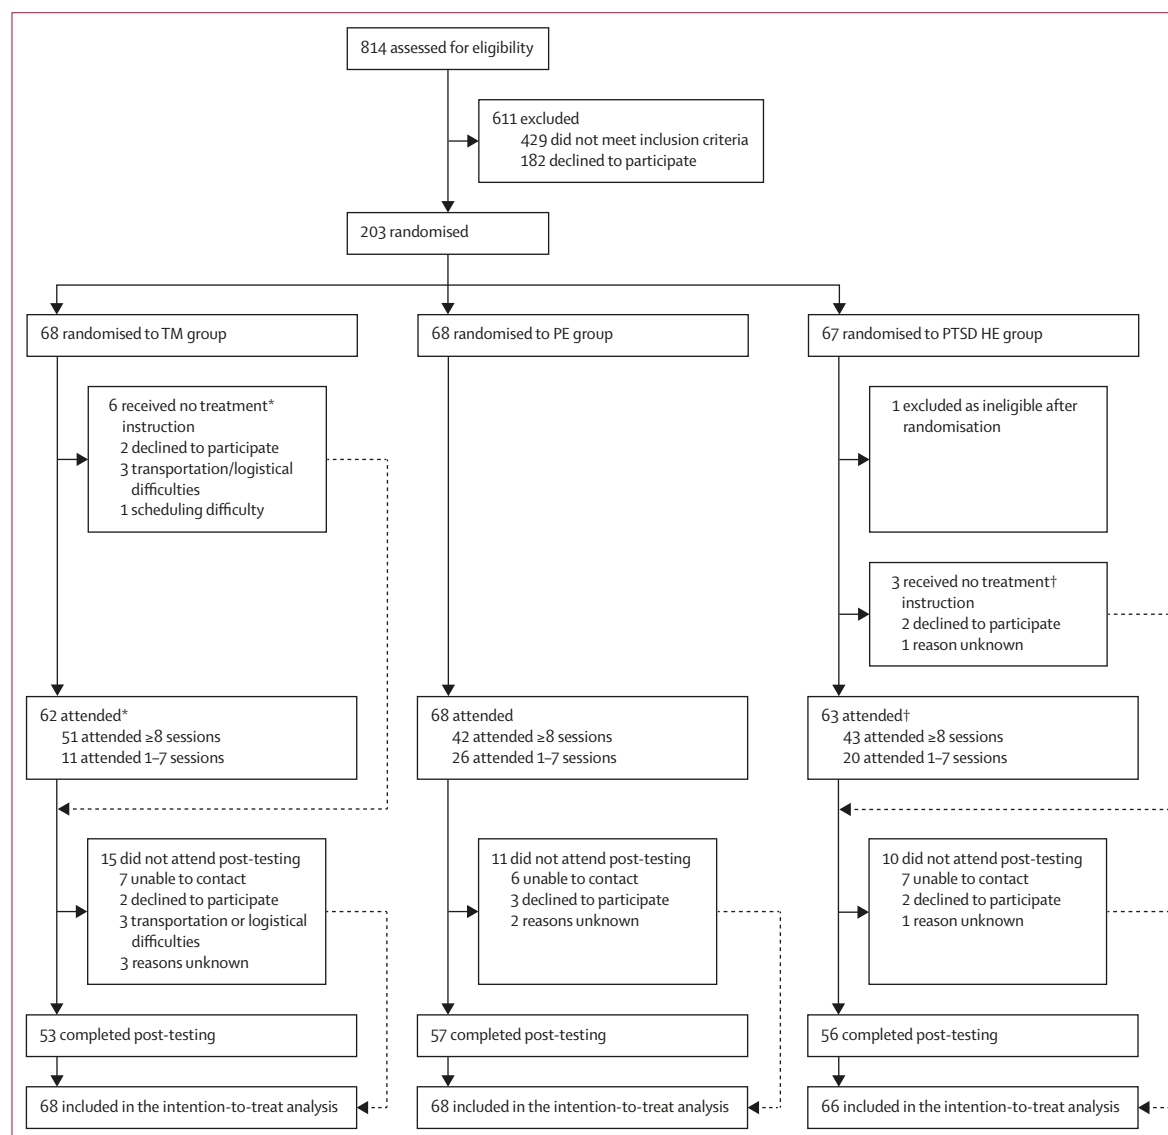 814 assessed for eligibility
611 excluded
429 did not meet inclusion criteria
182 declined to participate
203 randomised
68 randomised to TM group
68 randomised to PE group
67 randomised to PTSD HE group
6 received no treatment*
instruction
2 declined to participate
3 transportation/logistical
difficulties
1 scheduling difficulty
1 excluded as ineligible after
randomisation
3 received no treatment†
instruction
2 declined to participate
1 reason unknown
62 attended*
51 attended ≥8 sessions
11 attended 1–7 sessions
68 attended
42 attended ≥8 sessions
26 attended 1–7 sessions
63 attended†
43 attended ≥8 sessions
20 attended 1–7 sessions
15 did not attend post-testing
7 unable to contact
2 declined to participate
3 transportation or logistical
difficulties
3 reasons unknown
11 did not attend post-testing
6 unable to contact
3 declined to participate
2 reasons unknown
10 did not attend post-testing
7 unable to contact
2 declined to participate
1 reason unknown
53 completed post-testing
57 completed post-testing
56 completed post-testing
68 included in the intention-to-treat analysis
68 included in the intention-to-treat analysis
66 included in the intention-to-treat analysis